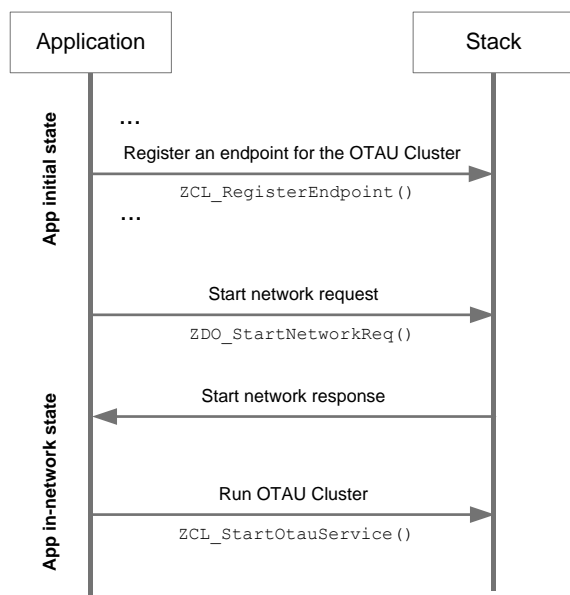 Application
Stack
App initial state
...
Register an endpoint for the OTAU Cluster
ZCL_RegisterEndpoint()
...
Start network request
ZDO_StartNetworkReq()
App in-network state
Start network response
Run OTAU Cluster
ZCL_StartOtauService()